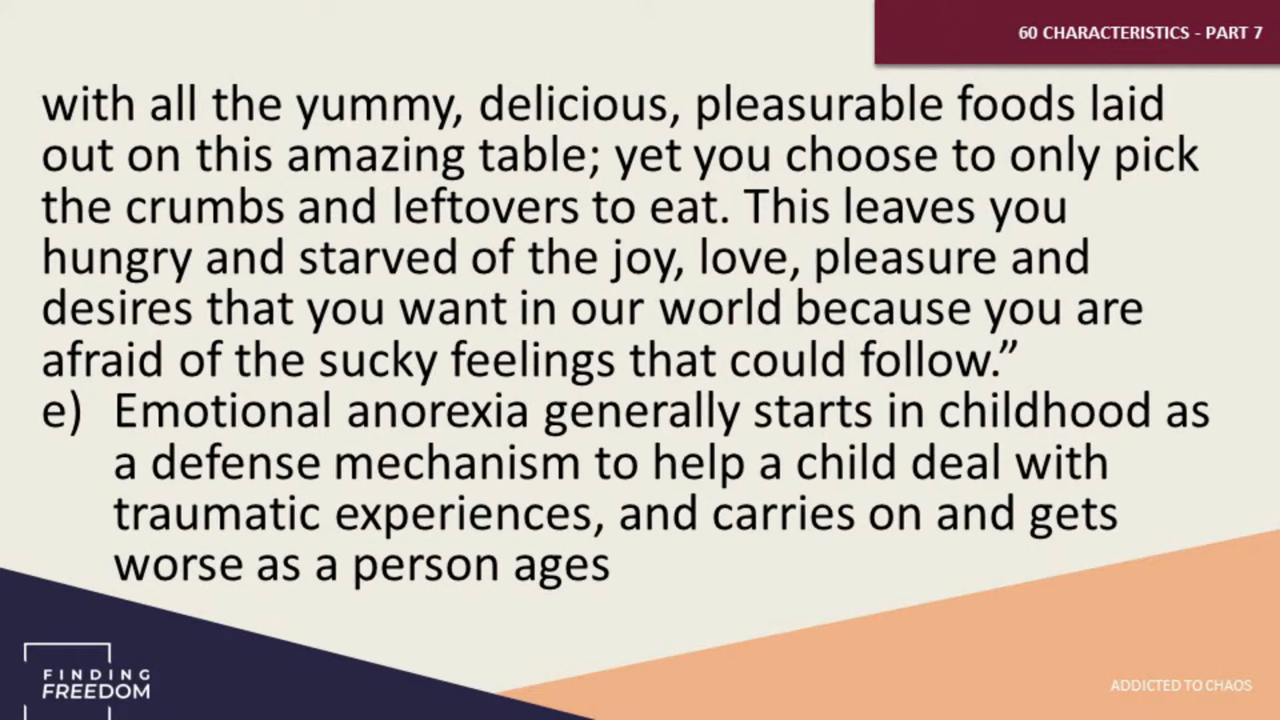 60 CHARACTERISTICS - PART 7
with all the yummy, delicious, pleasurable foods laid
out on this amazing table; yet you choose to only pick
the crumbs and leftovers to eat. This leaves you
hungry and starved of the joy, love, pleasure and
desires that you want in our world because you are
afraid of the sucky feelings that could follow.”
e) Emotional anorexia generally starts in childhood as
a defense mechanism to help a child deal with
traumatic experiences, and carries on and gets
worse as a person ages
FINDING
FREEDOM
ADDICTED TO CHAOS